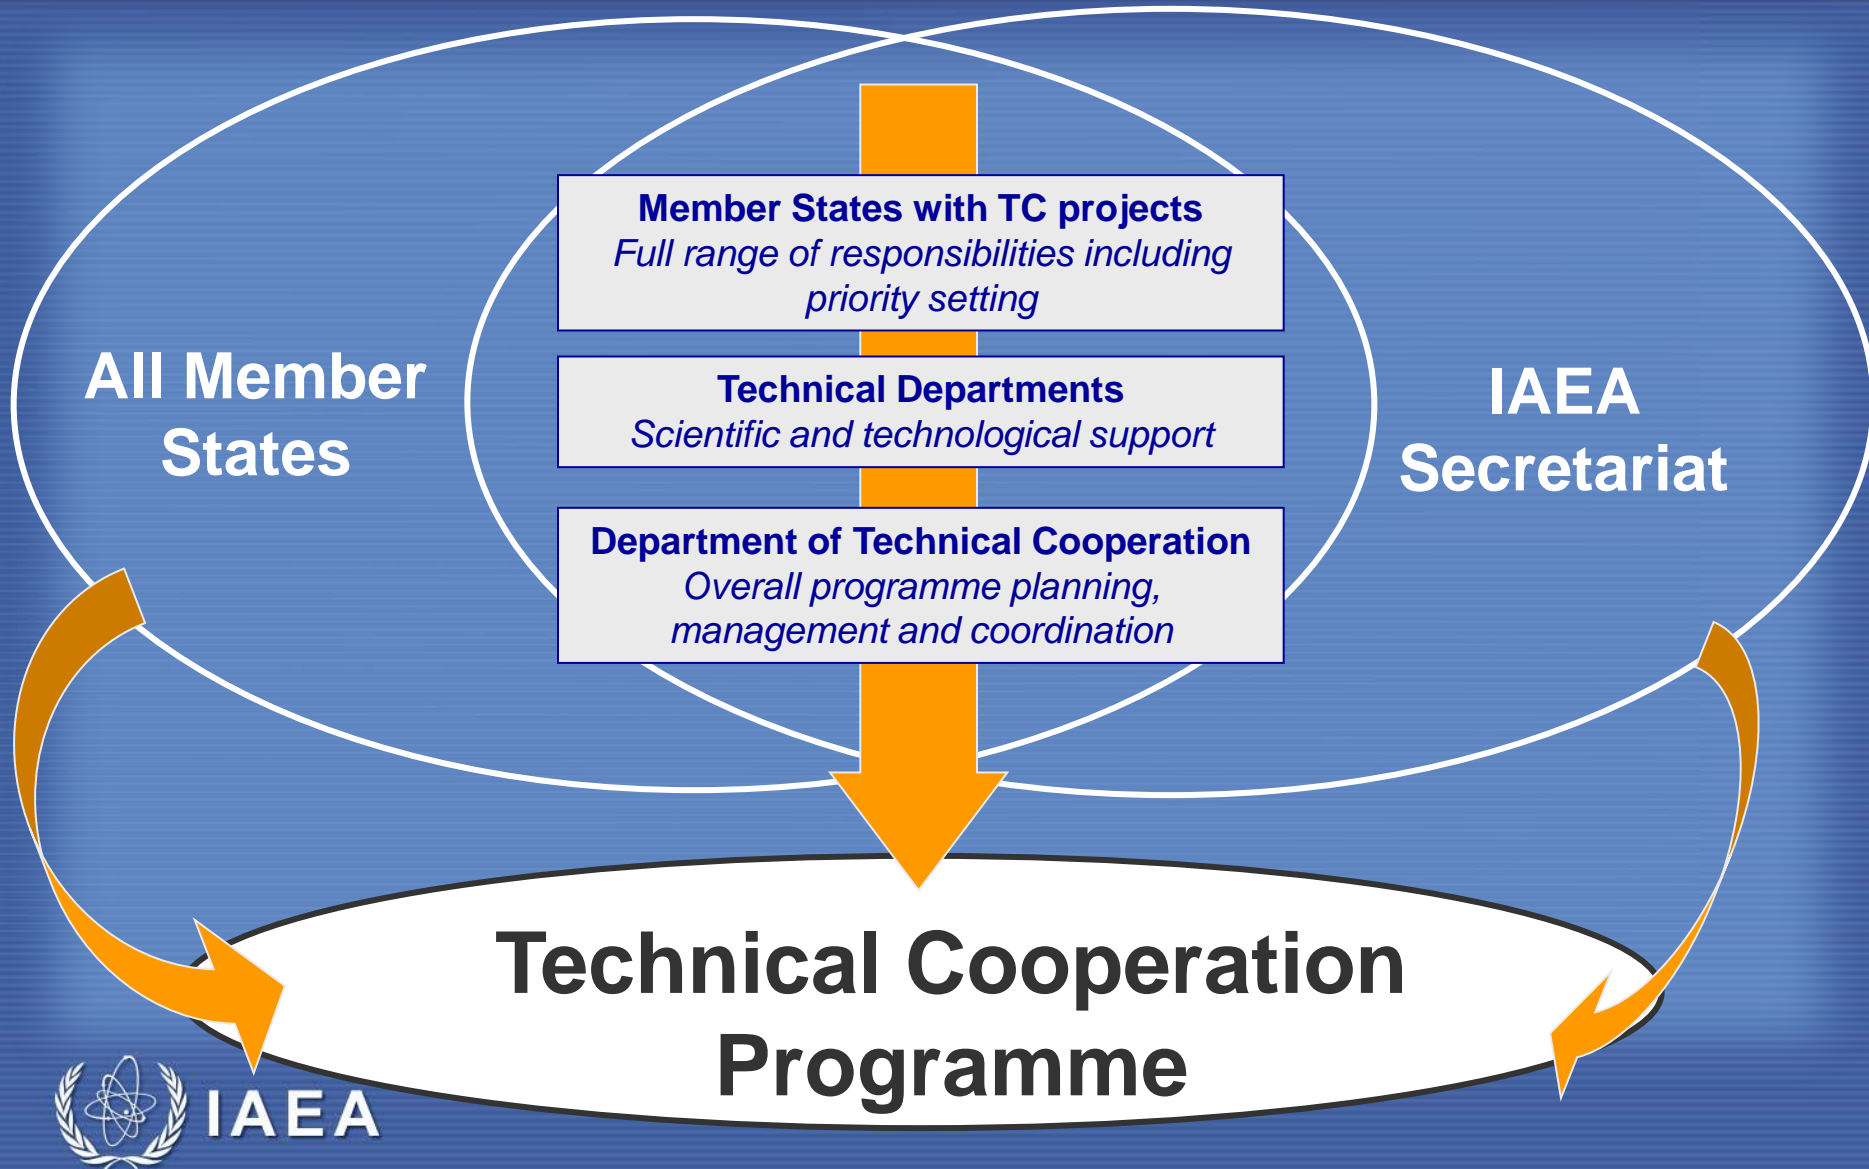 Member States with TC projects
Full range of responsibilities including
priority setting
All Member
States
Technical Departments
Scientific and technological support
IAEA
Secretariat
Department of Technical Cooperation
Overall programme planning,
management and coordination
Technical Cooperation
Programme
IAEA